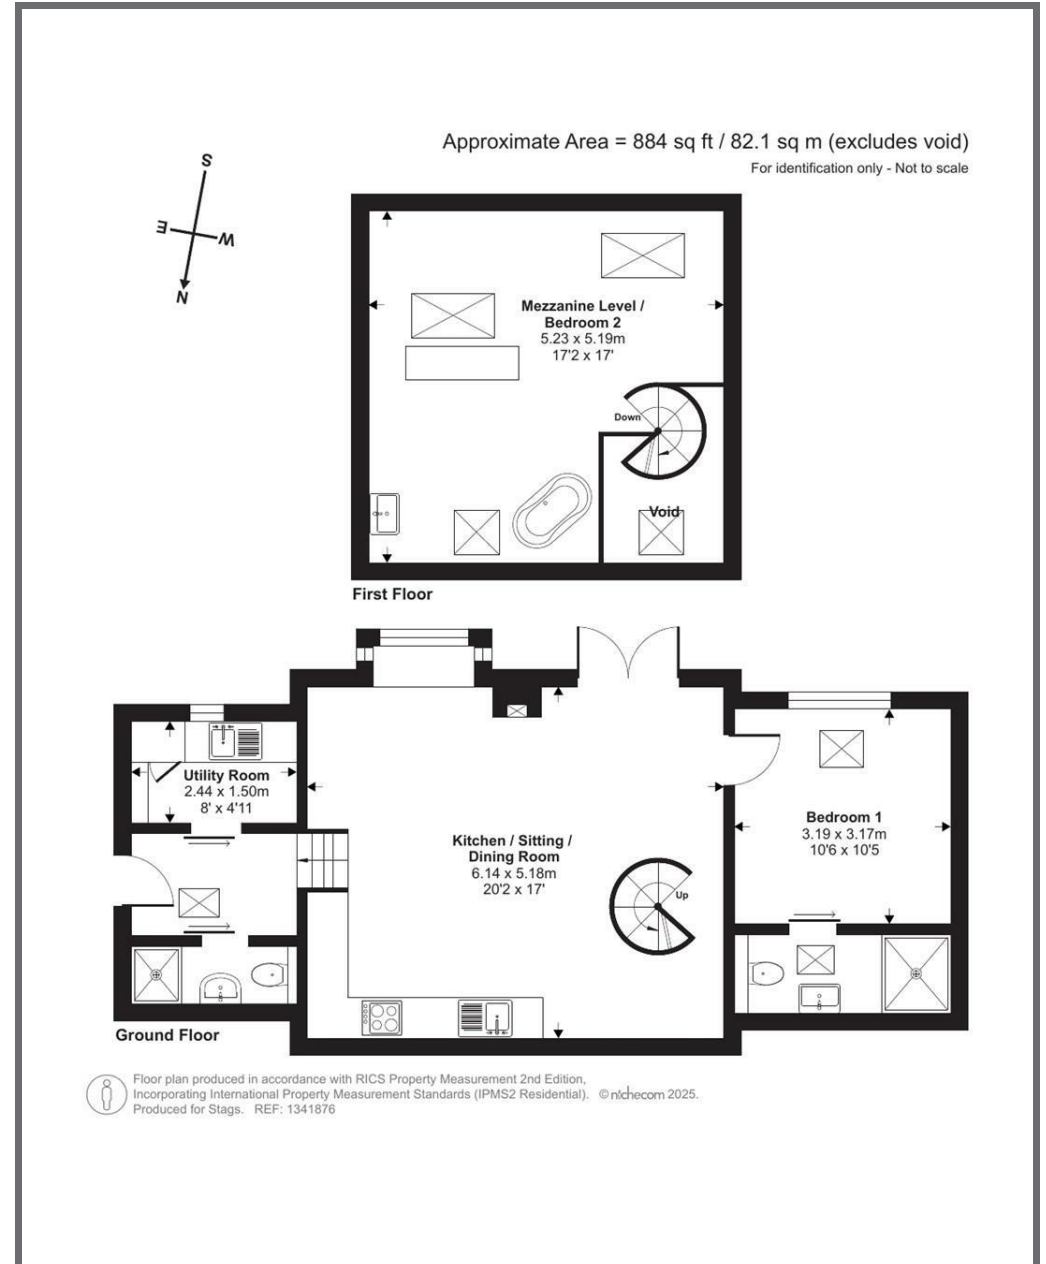 Approximate Area = 884 sq ft / 82.1 sq m (excludes void)
For identification only - Not to scale
S
E
W
N
Mezzanine Level /
Bedroom 2
5.23 x 5.19m
17'2 x 17'
Down
Void
First Floor
Utility Room
2.44 x 1.50m
8' x 4'11
Kitchen / Sitting /
Dining Room
6.14 x 5.18m
20'2 x 17'
Up
Bedroom 1
3.19 x 3.17m
10'6 x 10'5
Ground Floor
Floor plan produced in accordance with RICS Property Measurement 2nd Edition,
Incorporating International Property Measurement Standards (IPMS2 Residential). © nichecom 2025.
Produced for Stags. REF: 1341876